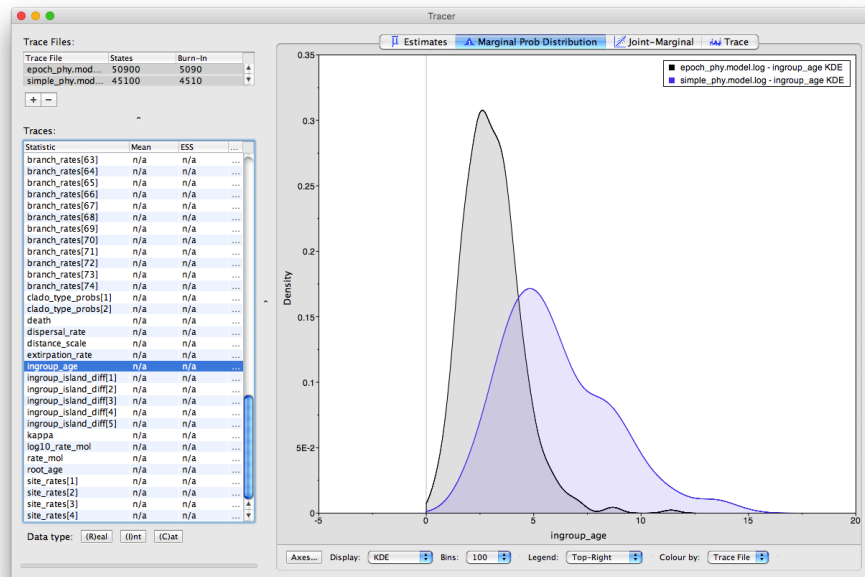 Tracer
Trace Files:
Trace File States Burn-In
epoch_phy.mod... 50900 5090
simple_phy.mod... 45100 4510
+ −
Traces:
Statistic Mean ESS ...
branch_rates[63] n/a n/a ...
branch_rates[64] n/a n/a ...
branch_rates[65] n/a n/a ...
branch_rates[66] n/a n/a ...
branch_rates[67] n/a n/a ...
branch_rates[68] n/a n/a ...
branch_rates[69] n/a n/a ...
branch_rates[70] n/a n/a ...
branch_rates[71] n/a n/a ...
branch_rates[72] n/a n/a ...
branch_rates[73] n/a n/a ...
branch_rates[74] n/a n/a ...
clado_type_probs[1] n/a n/a ...
clado_type_probs[2] n/a n/a ...
death n/a n/a ...
dispersal_rate n/a n/a ...
distance_scale n/a n/a ...
extirpation_rate n/a n/a ...
ingroup_age n/a n/a ...
ingroup_island_diff[1] n/a n/a ...
ingroup_island_diff[2] n/a n/a ...
ingroup_island_diff[3] n/a n/a ...
ingroup_island_diff[4] n/a n/a ...
ingroup_island_diff[5] n/a n/a ...
kappa n/a n/a ...
log10_rate_mol n/a n/a ...
rate_mol n/a n/a ...
root_age n/a n/a ...
site_rates[1] n/a n/a ...
site_rates[2] n/a n/a ...
site_rates[3] n/a n/a ...
site_rates[4] n/a n/a ...
Data type: (R)eal (I)nt (C)at
Estimates Marginal Prob Distribution Joint-Marginal Trace
epoch_phy.model.log - ingroup_age KDE
simple_phy.model.log - ingroup_age KDE
0.35
0.3
0.25
0.2
0.15
0.1
5E-2
0
Density
-5 0 5 10 15 20
ingroup_age
Axes... Display: KDE Bins: 100 Legend: Top-Right Colour by: Trace File